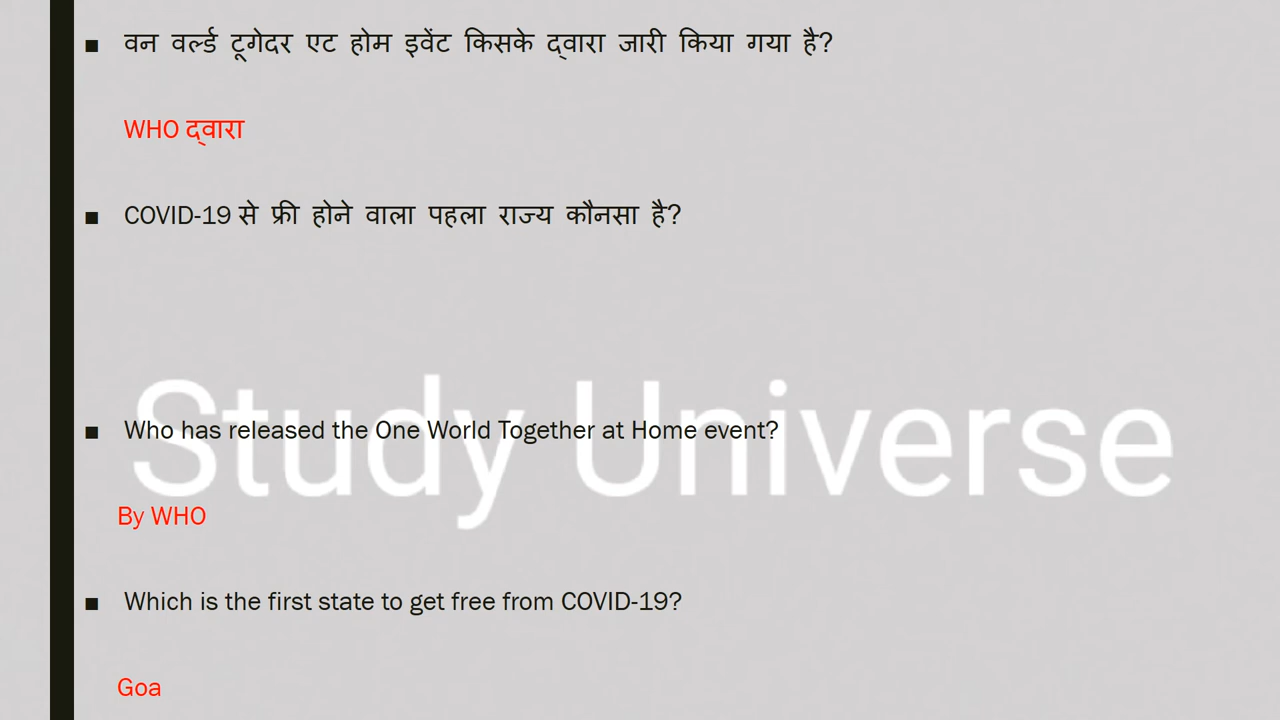 ▪ वन वर्ल्ड टूगेदर एट होम इवेंट किसके द्वारा जारी किया गया है?
WHO द्वारा
▪ COVID-19 से फ्री होने वाला पहला राज्य कौनसा है?
Study Universe
▪ Who has released the One World Together at Home event?
By WHO
▪ Which is the first state to get free from COVID-19?
Goa